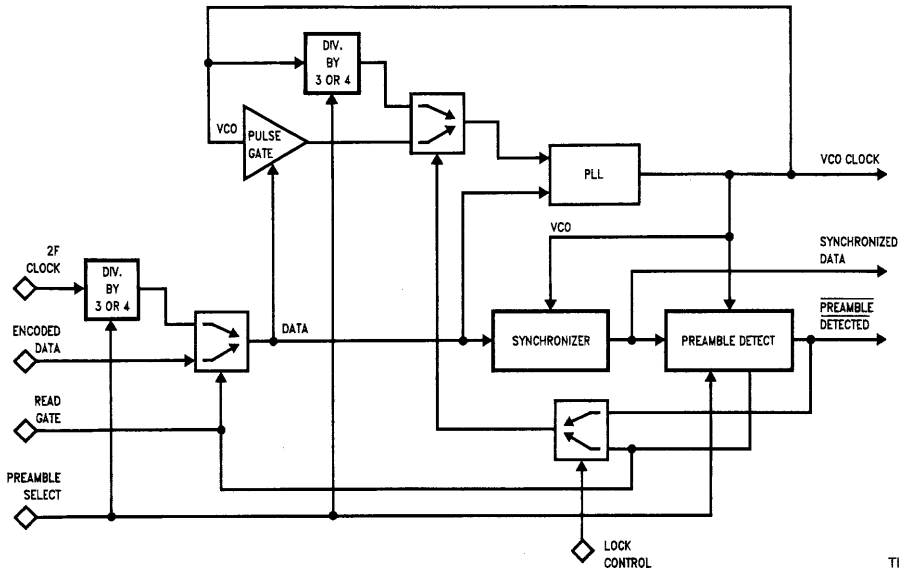 DIV.
BY
3 OR 4
VCO
PULSE
GATE
PLL
VCO CLOCK
VCO
SYNCHRONIZED
DATA
2F
CLOCK
DIV.
BY
3 OR 4
PREAMBLE
DETECTED
ENCODED
DATA
DATA
SYNCHRONIZER
PREAMBLE DETECT
READ
GATE
PREAMBLE
SELECT
LOCK
CONTROL